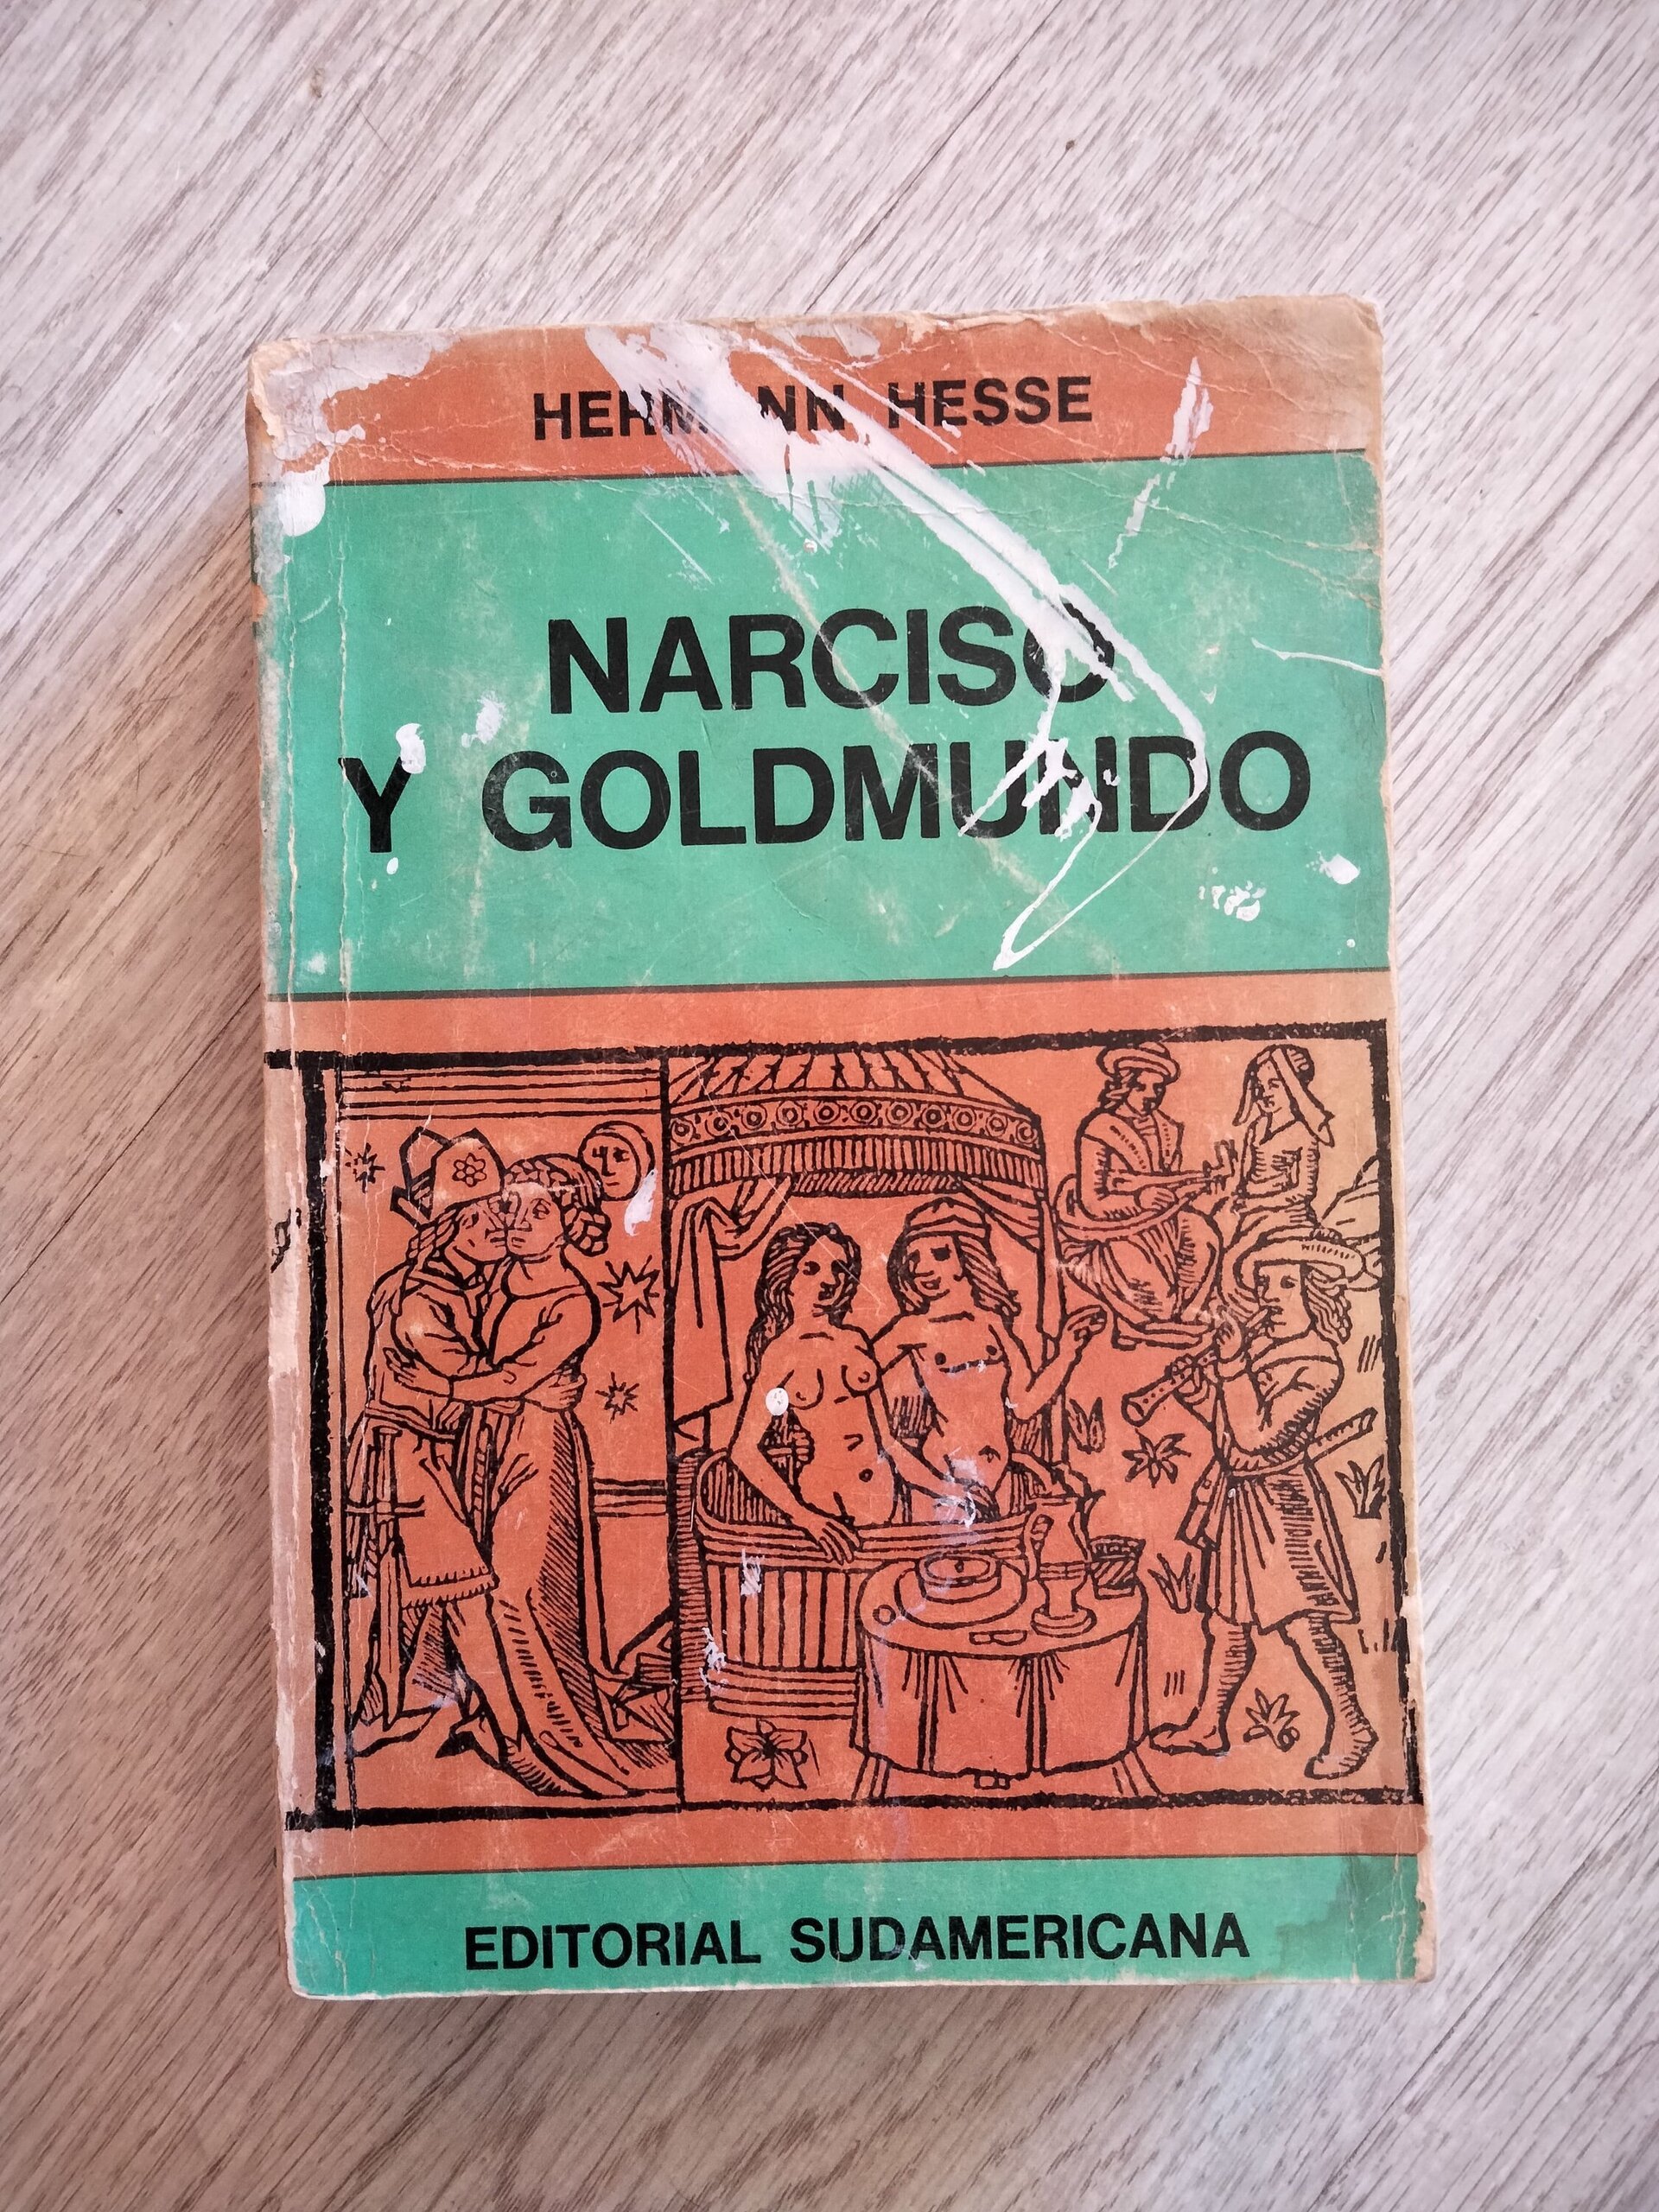 HERMANN HESSE
NARCISO
Y GOLDMUNDO
EDITORIAL SUDAMERICANA